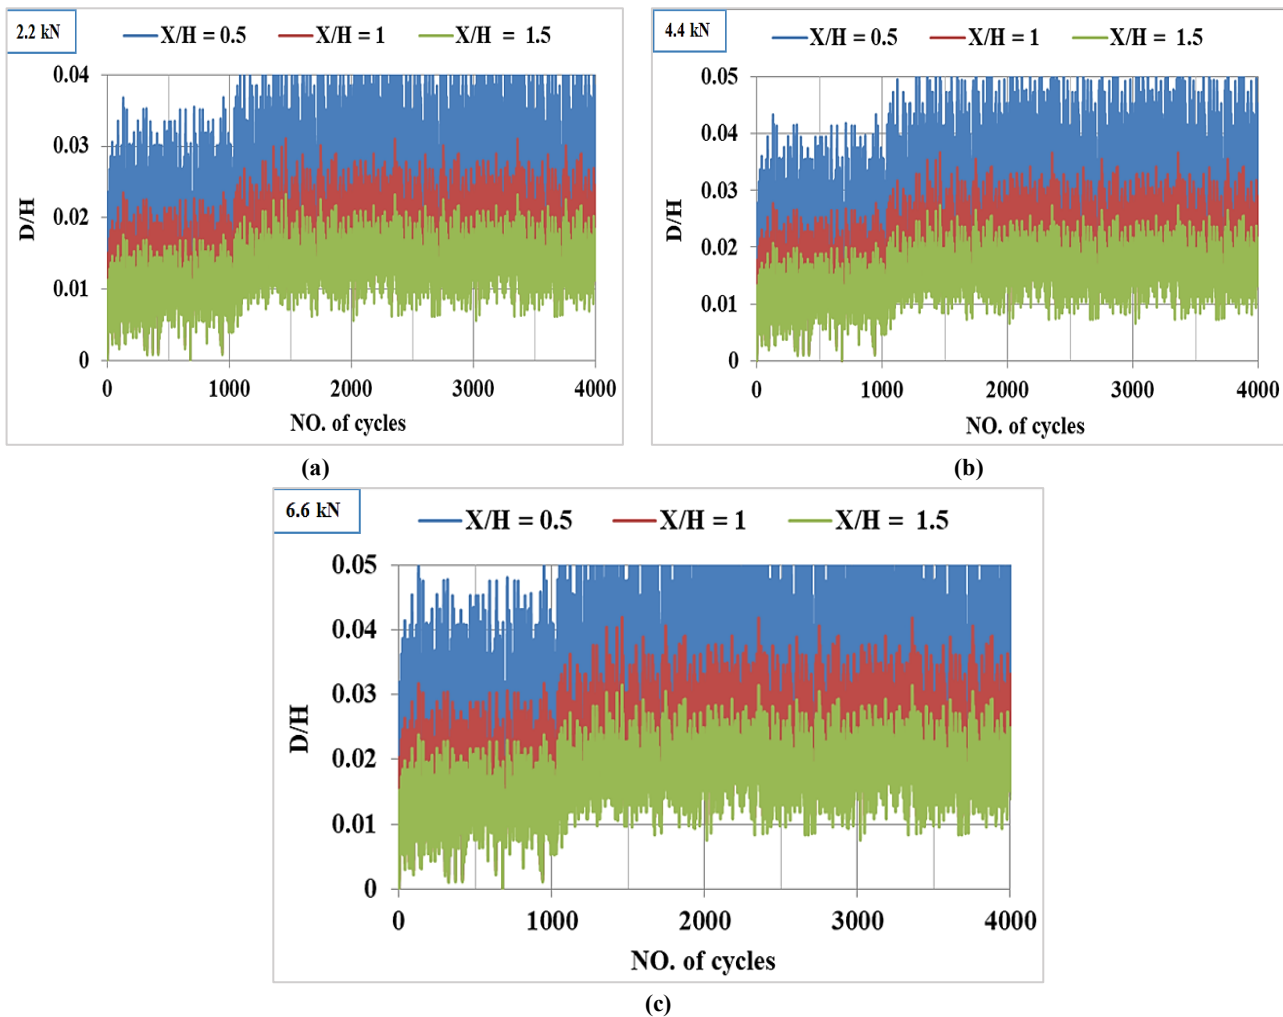 2.2 kN
X/H = 0.5 X/H = 1 X/H = 1.5
0.04
0.03
0.02
0.01
0
D/H
0 1000 2000 3000 4000
NO. of cycles
(a)
4.4 kN
X/H = 0.5 X/H = 1 X/H = 1.5
0.05
0.04
0.03
0.02
0.01
0
D/H
0 1000 2000 3000 4000
NO. of cycles
(b)
6.6 kN
X/H = 0.5 X/H = 1 X/H = 1.5
0.05
0.04
0.03
0.02
0.01
0
D/H
0 1000 2000 3000 4000
NO. of cycles
(c)